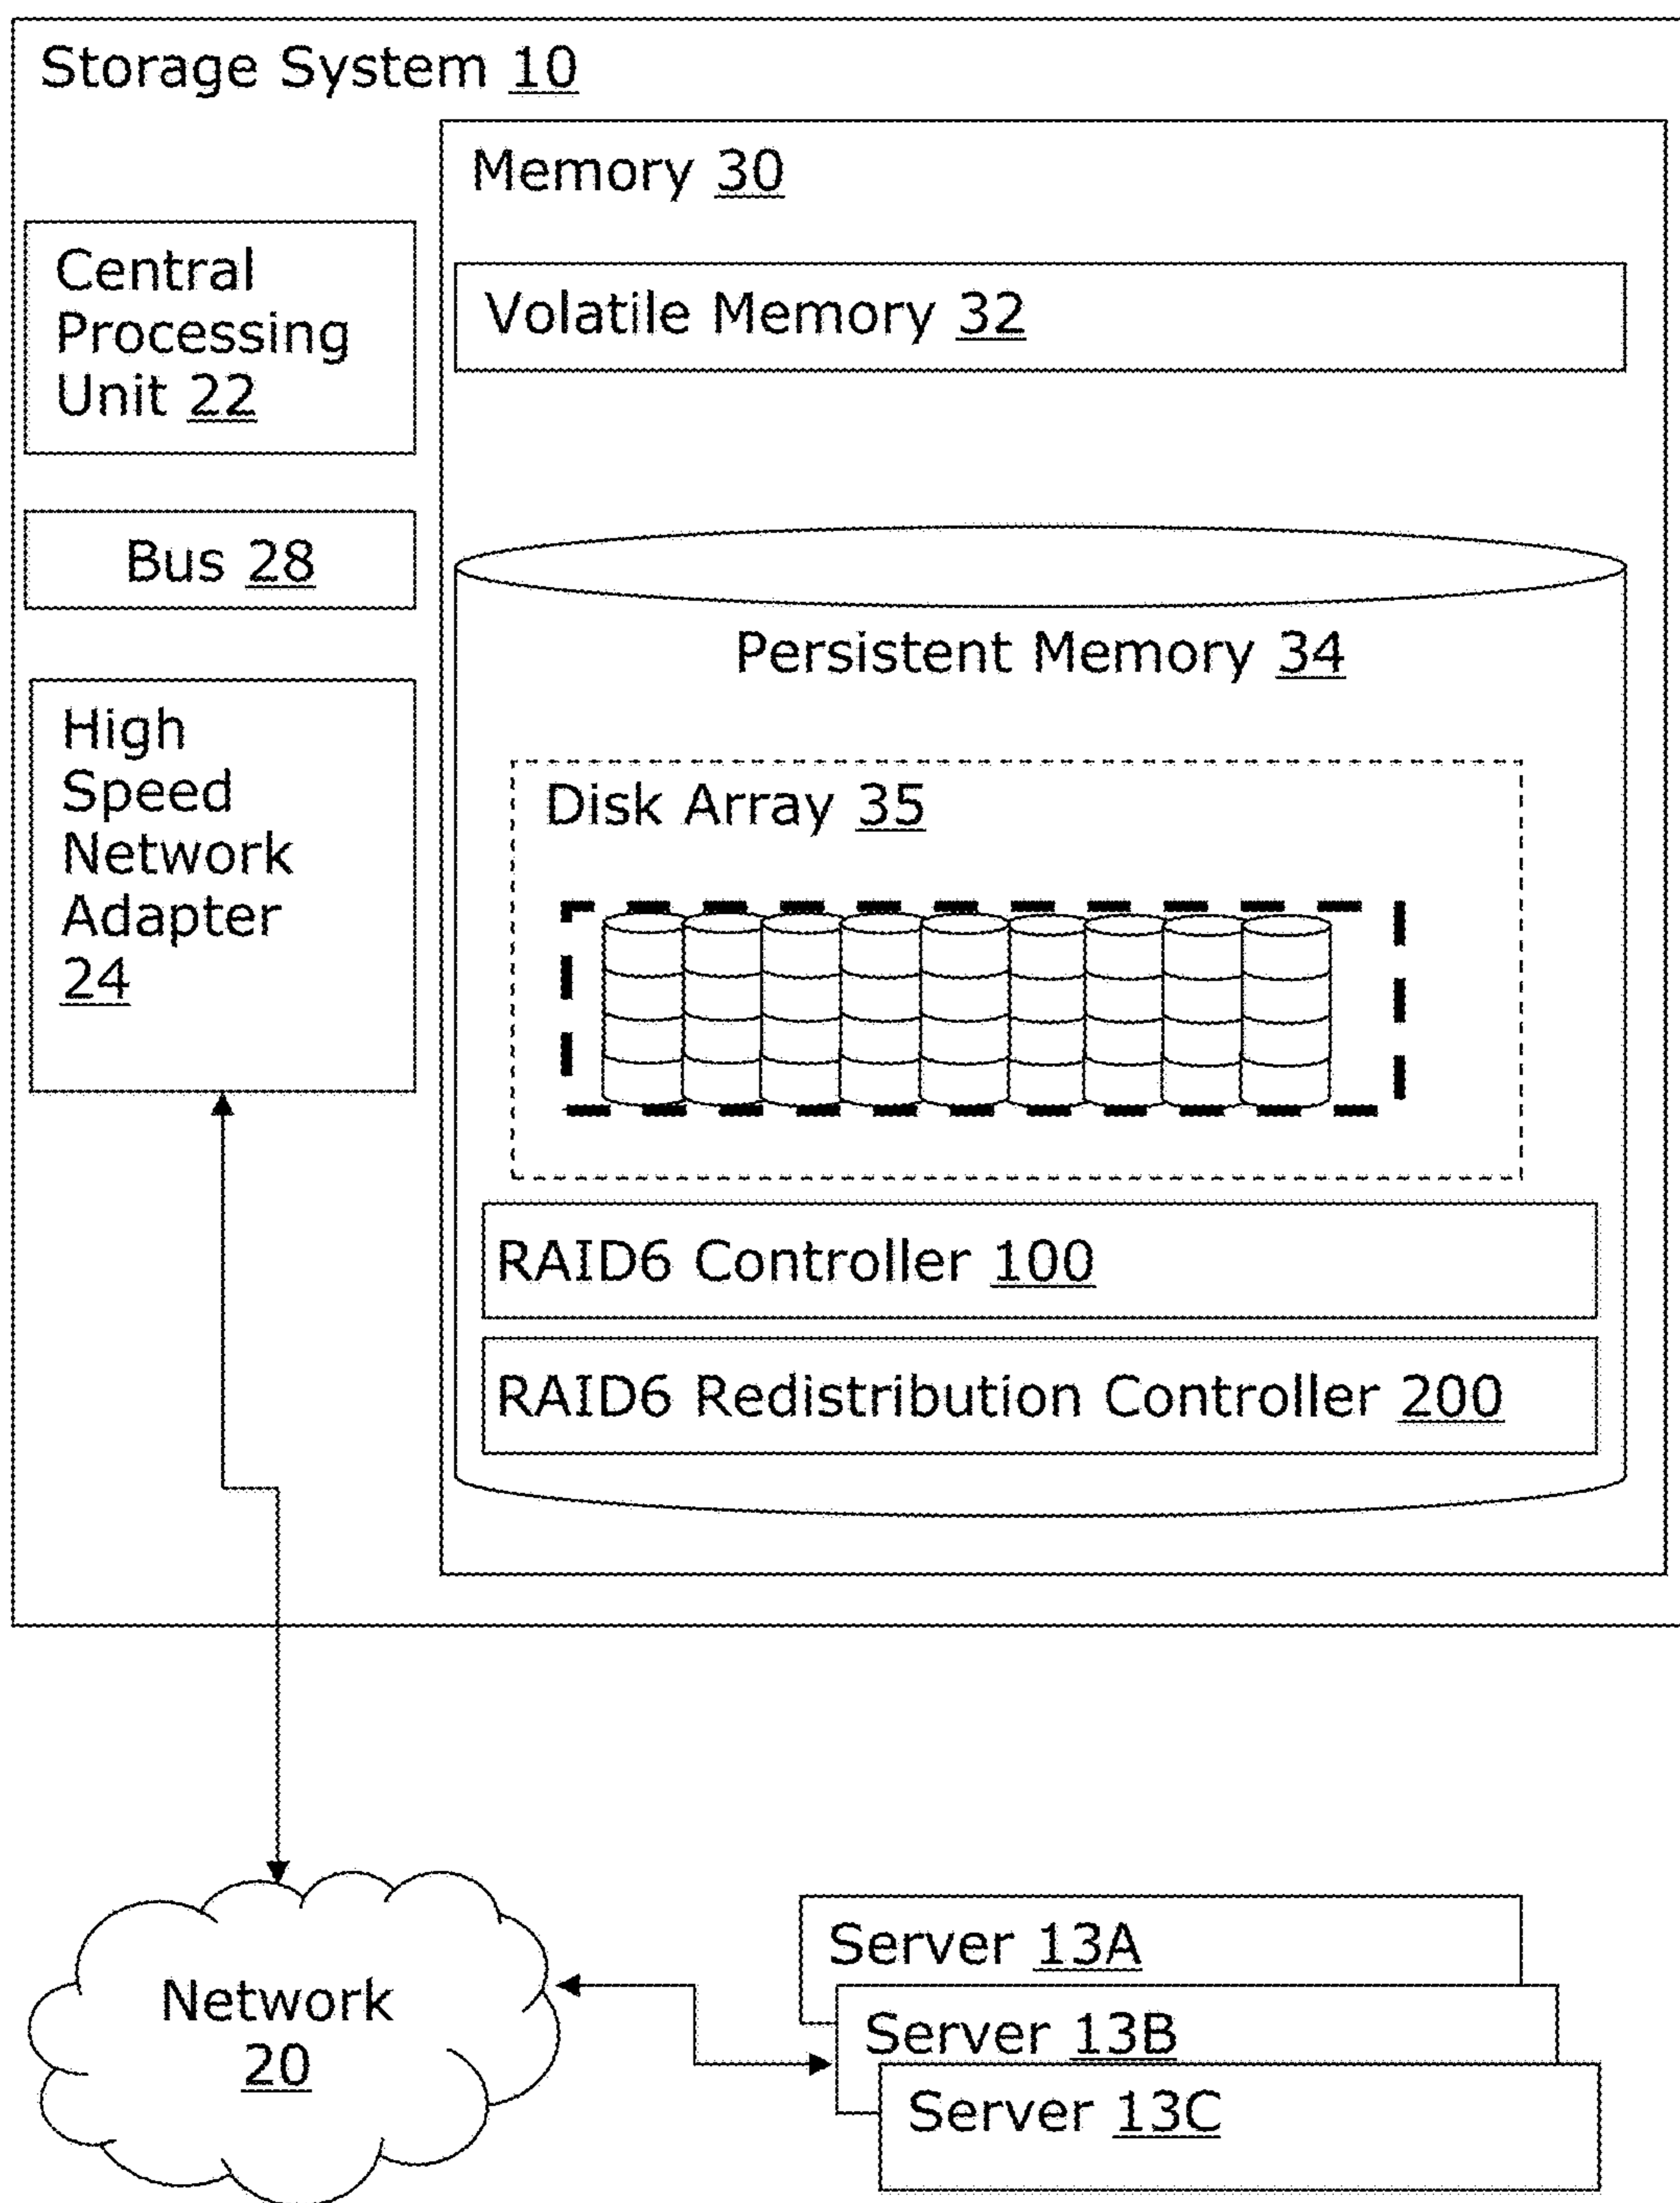 Storage System 10
Memory 30
Central
Processing
Unit 22
Volatile Memory 32
Bus 28
Persistent Memory 34
High
Speed
Network
Adapter
24
Disk Array 35
RAID6 Controller 100
RAID6 Redistribution Controller 200
Network
20
Server 13A
Server 13B
Server 13C